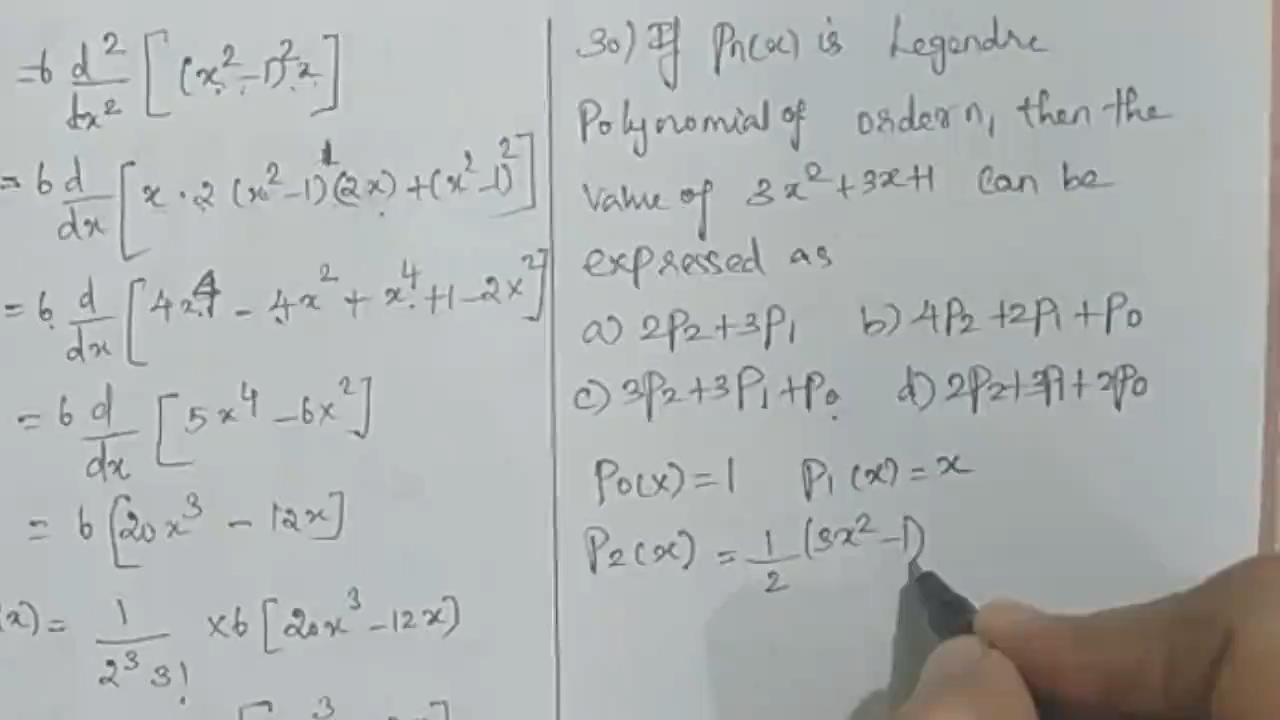 =6 d²/dx² [(x²-1)²x]
= 6 d/dx [x·2(x²-1)¹(2x)+(x²-1)²]
= 6 d/dx [4x⁴ - 4x² + x⁴+1-2x²]
= 6 d/dx [5x⁴ -6x²]
= 6 [20x³ - 12x]
(x)= 1/2³3! ×6[20x³-12x]
30) If Pn(x) is Legendre
Polynomial of order n, then the
value of 3x²+3x+1 can be
expressed as
a) 2P₂+3P₁ b) 4P₂+2P₁+P₀
c) 3P₂+3P₁+P₀ d) 2P₂+3P₁+2P₀
P₀(x)=1 P₁(x)=x
P₂(x) = 1/2 (3x²-1)